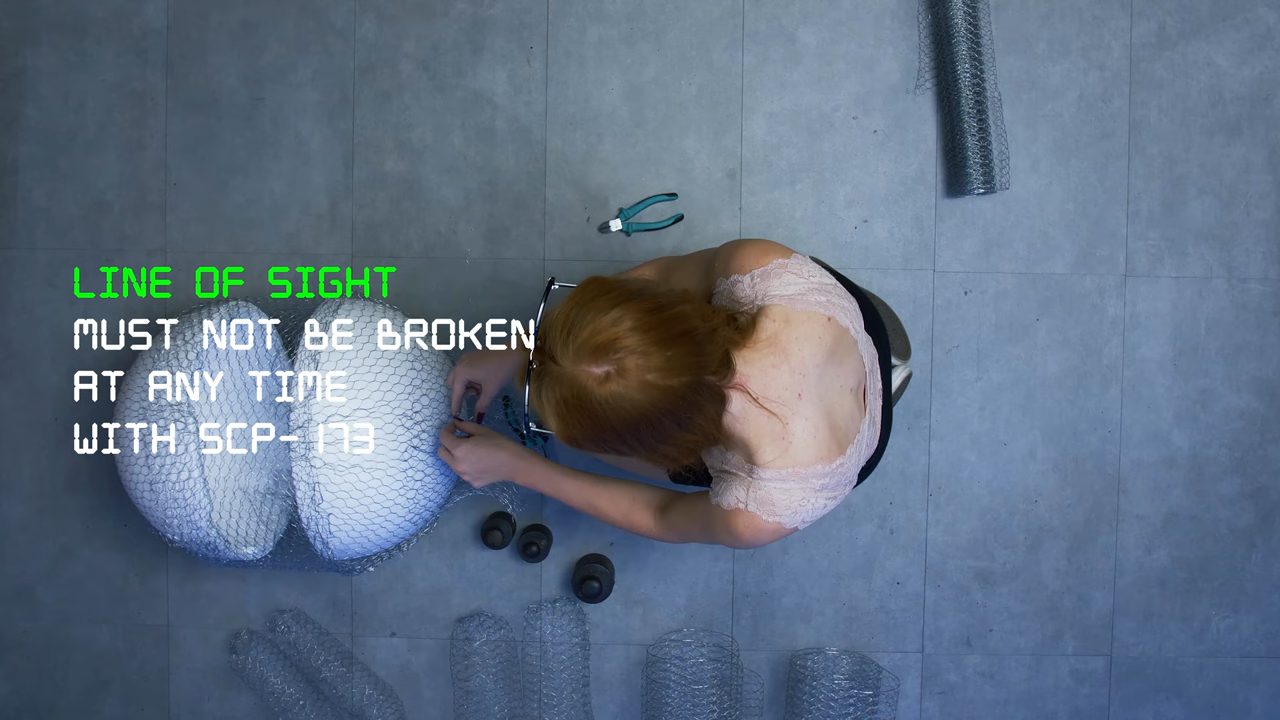 LINE OF SIGHT
MUST NOT BE BROKEN
AT ANY TIME
WITH SCP-173